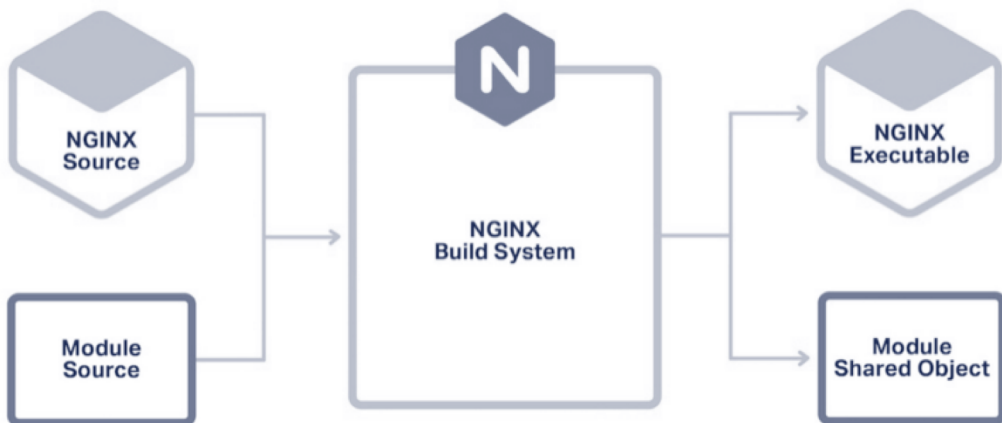 NGINX
Source
Module
Source
N
NGINX
Build System
NGINX
Executable
Module
Shared Object